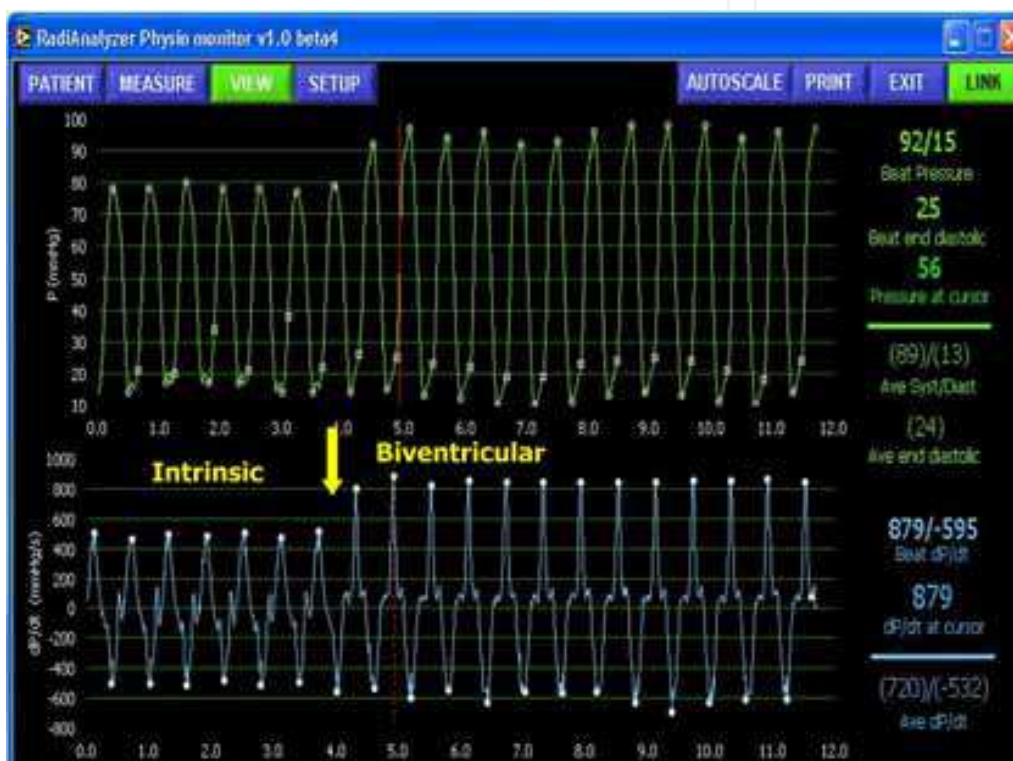 RadiAnalyzer Physio monitor v1.0 beta4
PATIENT MEASURE VIEW SETUP AUTOSCALE PRINT EXIT LINK
100
90
80
70
60
50
40
30
20
10
P (mmHg)
0.0 1.0 2.0 3.0 4.0 5.0 6.0 7.0 8.0 9.0 10.0 11.0 12.0
92/15
Beat Pressure
25
Beat end diastolic
56
Pressure at cursor
(89)/(13)
Ave Syst/Diast
(24)
Ave end diastolic
Intrinsic
Biventricular
1000
800
600
400
200
0
-200
-400
-600
-800
dP/dt (mmHg/s)
0.0 1.0 2.0 3.0 4.0 5.0 6.0 7.0 8.0 9.0 10.0 11.0 12.0
879/-595
Beat dP/dt
879
dP/dt at cursor
(720)/(-532)
Ave dP/dt